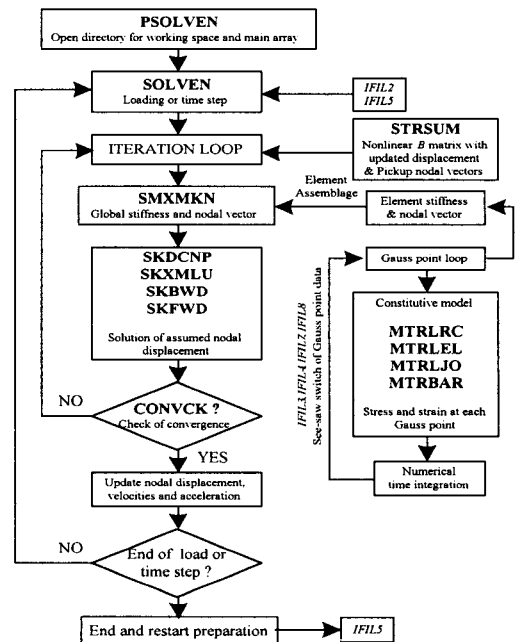 PSOLVEN
Open directory for working space and main array
SOLVEN
Loading or time step
IFIL2
IFIL5
ITERATION LOOP
STRSUM
Nonlinear B matrix with
updated displacement
& Pickup nodal vectors
Element
Assemblage
SMXMKN
Global stiffness and nodal vector
Element stiffness
& nodal vector
SKDCNP
SKXMLU
SKBWD
SKFWD
Solution of assumed nodal
displacement
Gauss point loop
Constitutive model
MTRLRC
MTRLEL
MTRLJO
MTRBAR
Stress and strain at each
Gauss point
IFIL3, IFIL4 IFIL7, IFIL8
See-saw switch of Gauss point data
Numerical
time integration
NO
CONVCK ?
Check of convergence
YES
Update nodal displacement,
velocities and acceleration
NO
End of load or
time step ?
End and restart preparation
IFIL5